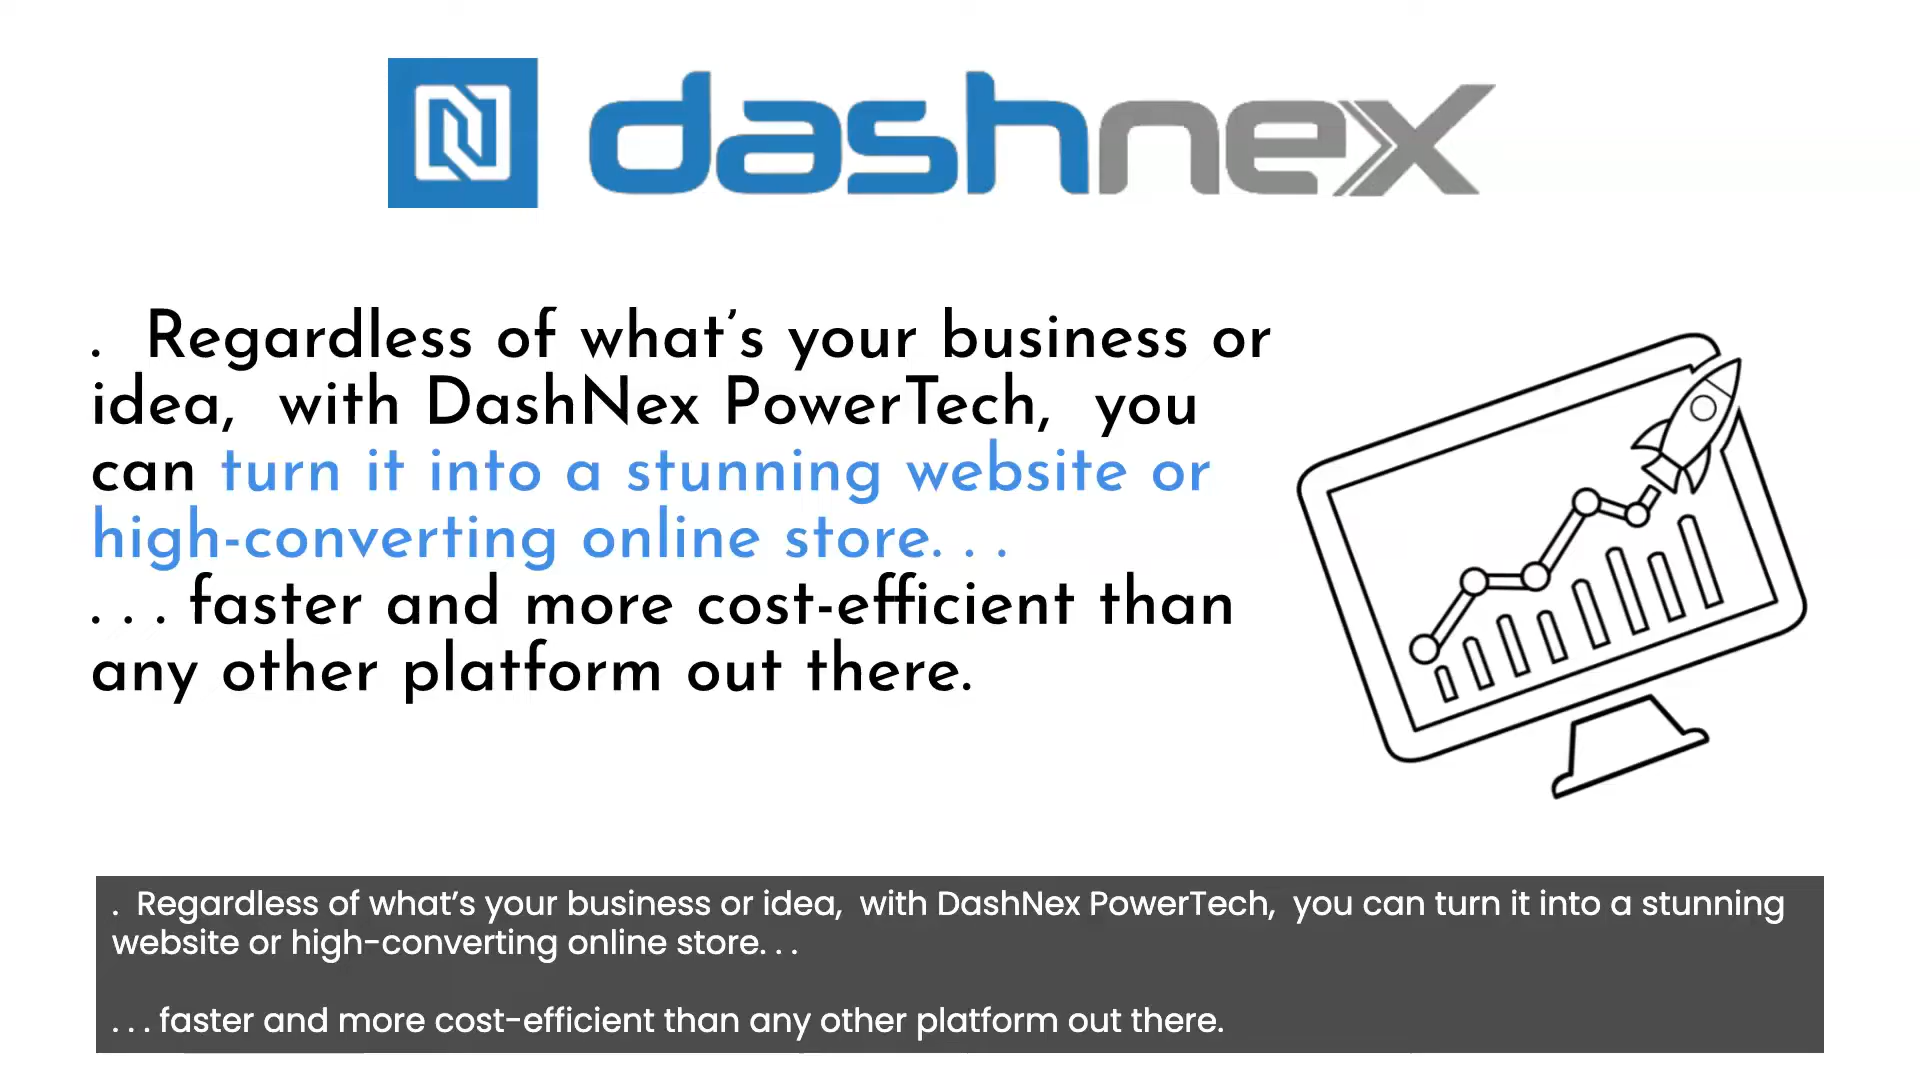 dashnex
. Regardless of what’s your business or
idea, with DashNex PowerTech, you
can turn it into a stunning website or
high-converting online store. . .
. . . faster and more cost-efficient than
any other platform out there.
. Regardless of what’s your business or idea, with DashNex PowerTech, you can turn it into a stunning
website or high-converting online store. . .
. . . faster and more cost-efficient than any other platform out there.